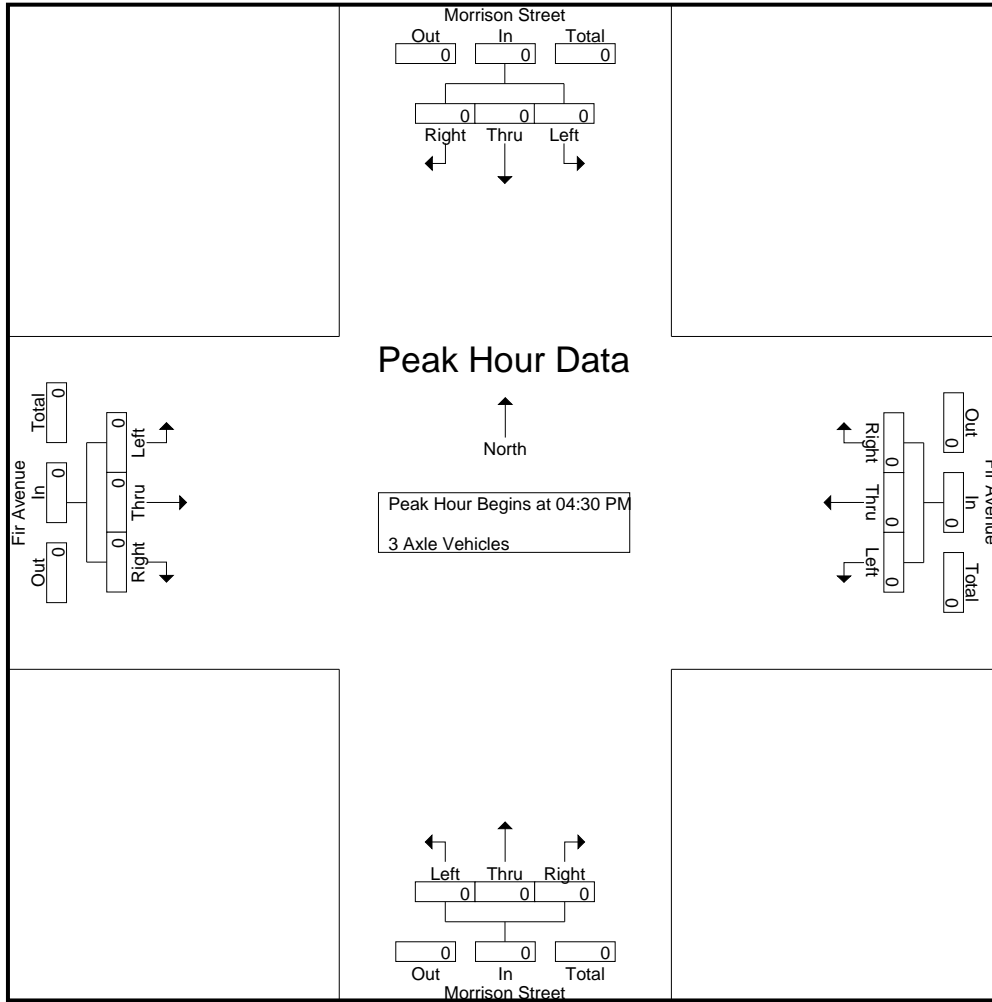 Morrison Street
Out In Total
0 0 0
0 0 0
Right Thru Left
Peak Hour Data
North
Peak Hour Begins at 04:30 PM
3 Axle Vehicles
Fir Avenue
Out In Total
0 0 0
0 0 0
Right Thru Left
Fir Avenue
Out In Total
0 0 0
0 0 0
Right Thru Left
Left Thru Right
0 0 0
0 0 0
Out In Total
Morrison Street